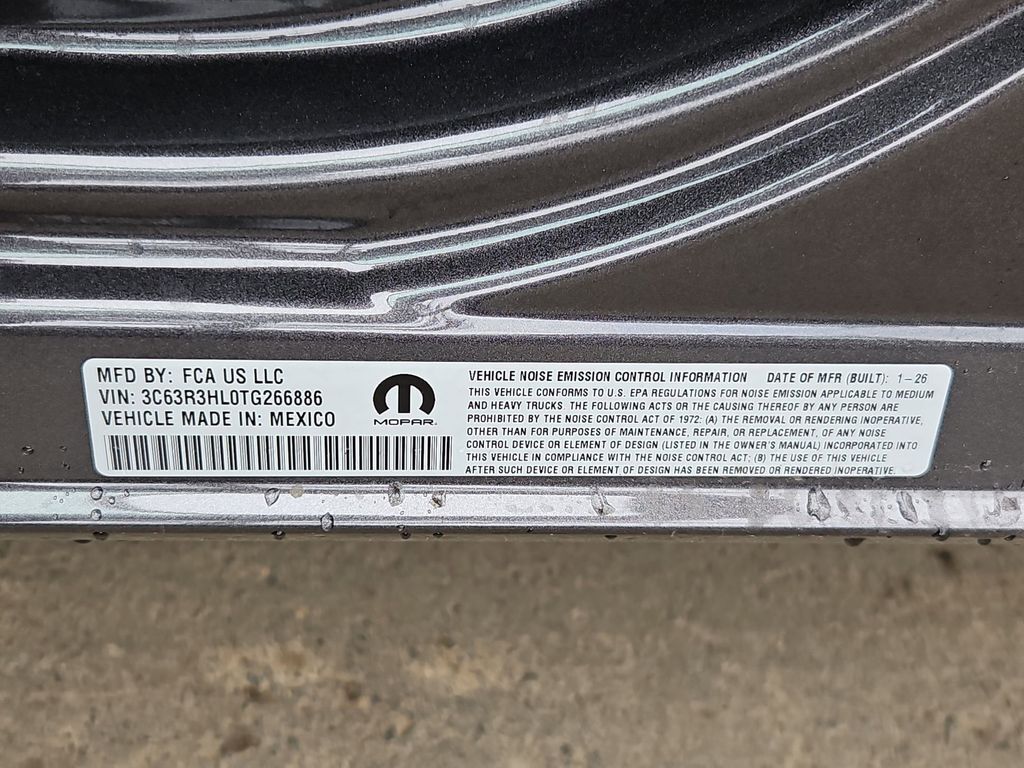 MFD BY: FCA US LLC
VIN: 3C63R3HL0TG266886
VEHICLE MADE IN: MEXICO
MOPAR.
VEHICLE NOISE EMISSION CONTROL INFORMATION DATE OF MFR (BUILT): 1-26
THIS VEHICLE CONFORMS TO U.S. EPA REGULATIONS FOR NOISE EMISSION APPLICABLE TO MEDIUM
AND HEAVY TRUCKS. THE FOLLOWING ACTS OR THE CAUSING THEREOF BY ANY PERSON ARE
PROHIBITED BY THE NOISE CONTROL ACT OF 1972: (A) THE REMOVAL OR RENDERING INOPERATIVE,
OTHER THAN FOR PURPOSES OF MAINTENANCE, REPAIR, OR REPLACEMENT, OF ANY NOISE
CONTROL DEVICE OR ELEMENT OF DESIGN (LISTED IN THE OWNER'S MANUAL) INCORPORATED INTO
THIS VEHICLE IN COMPLIANCE WITH THE NOISE CONTROL ACT; (B) THE USE OF THIS VEHICLE
AFTER SUCH DEVICE OR ELEMENT OF DESIGN HAS BEEN REMOVED OR RENDERED INOPERATIVE.